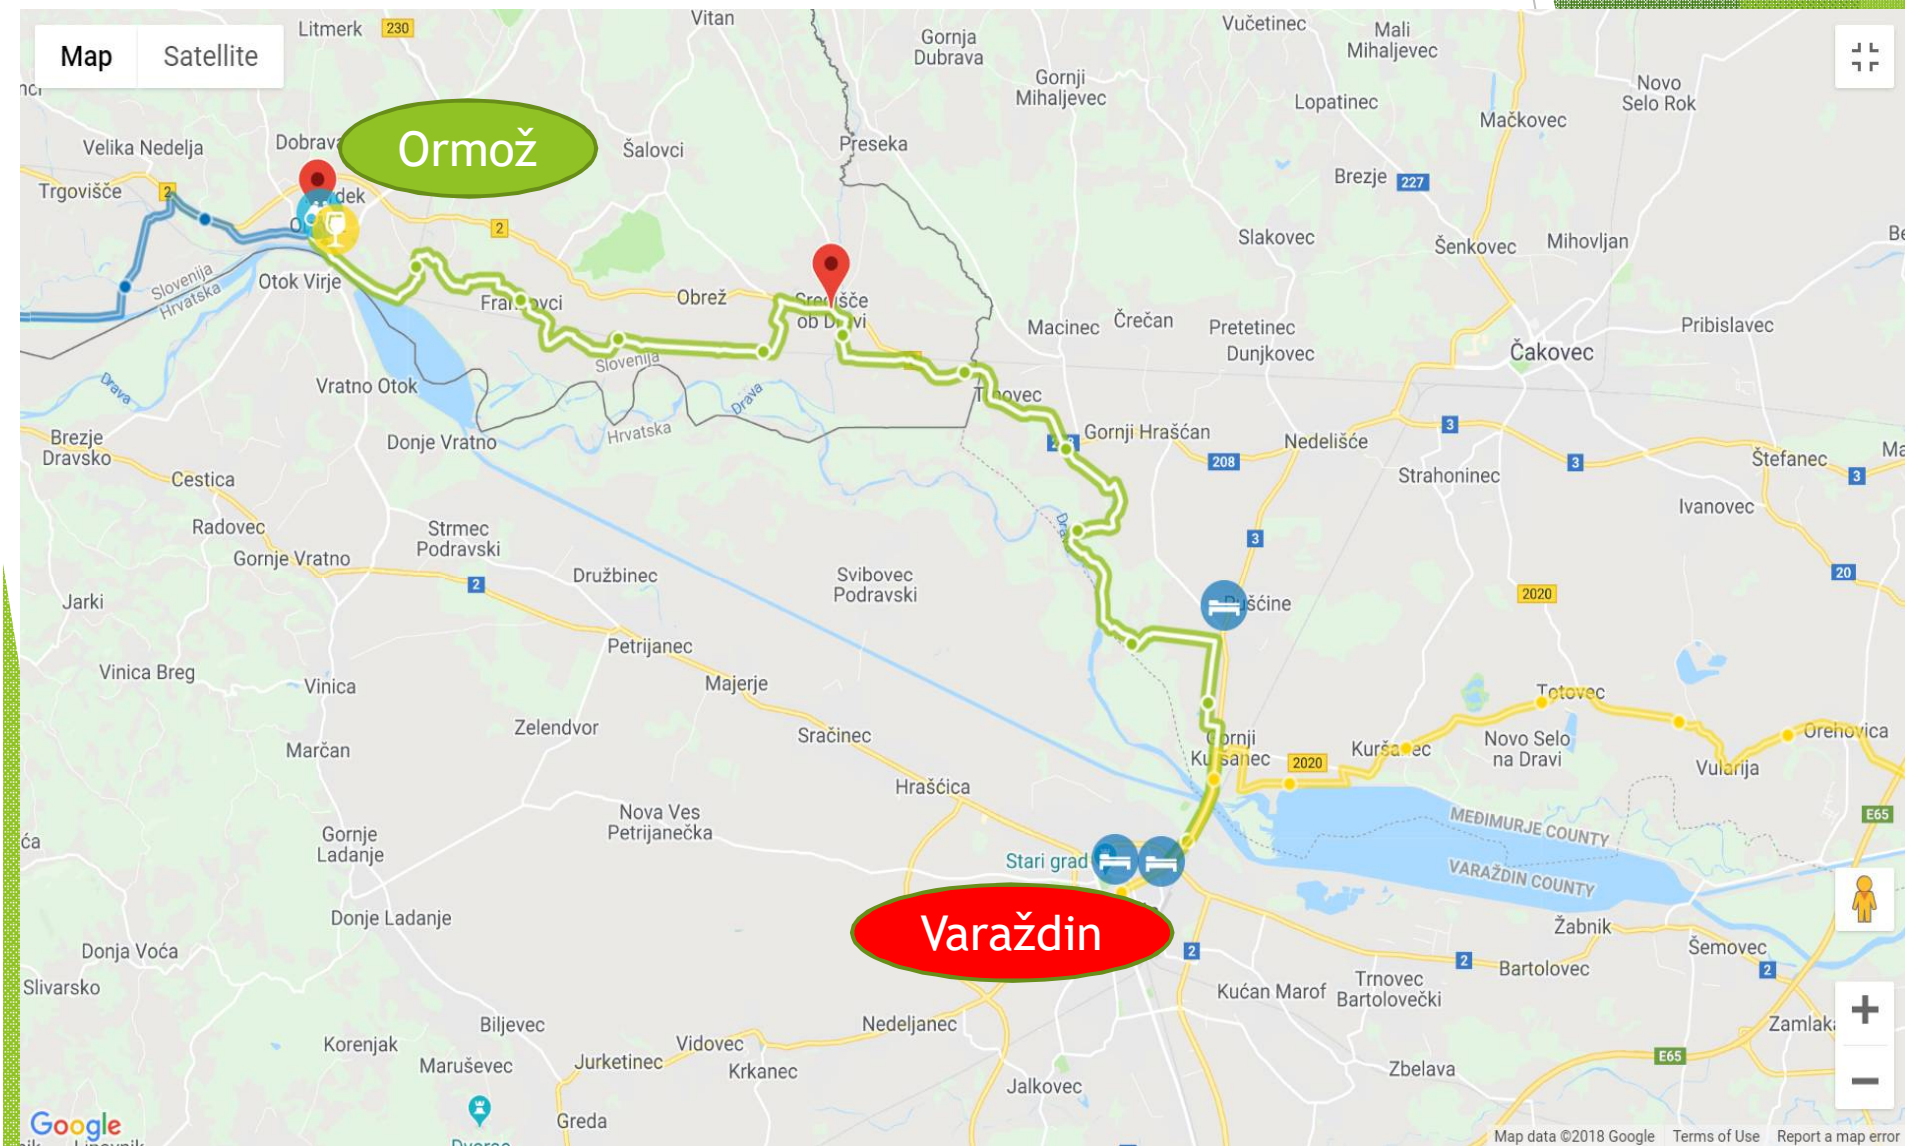 Map
Satellite
Litmerk
230
Vitan
Gornja
Dubrava
Gornji
Mihaljevec
Vučetinec
Mali
Mihaljevec
Novo
Selo Rok
Lopatinec
Mačkovec
Velika Nedelja
Ormož
Šalovci
Preseka
Trgovišče
2
Brezje
227
2
Slakovec
Šenkovec
Mihovljan
Slovenija
Hrvatska
Otok Virje
Obrež
Macinec
Črečan
Pretetinec
Dunjkovec
Pribislavec
Čakovec
Slovenija
Drava
Vratno Otok
Drava
Hrvatska
Brezje
Dravsko
Donje Vratno
Gornji Hrašćan
Nedelišće
3
208
3
Štefanec
3
Cestica
Strahoninec
Ivanovec
Radovec
Strmec
Podravski
Gornje Vratno
3
2
Družbinec
Svibovec
Podravski
20
2020
Jarki
Petrijanec
Vinica Breg
Vinica
Majerje
Totovec
Zelendvor
Sračinec
Marčan
Gornji
2020
Novo Selo
na Dravi
Vularija
Orehovica
Hrašćica
Nova Ves
Petrijanečka
Gornje
Ladanje
MEĐIMURJE COUNTY
E65
Stari grad
VARAŽDIN COUNTY
Varaždin
Donje Ladanje
Žabnik
Donja Voća
2
2
Bartolovec
Šemovec
2
Slivarsko
Kućan Marof
Trnovec
Bartolovečki
Biljevec
Nedeljanec
Korenjak
Vidovec
Maruševec
Jurketinec
Krkanec
Jalkovec
Zbelava
E65
Greda
Google
Map data ©2018 Google
Terms of Use
Report a map error